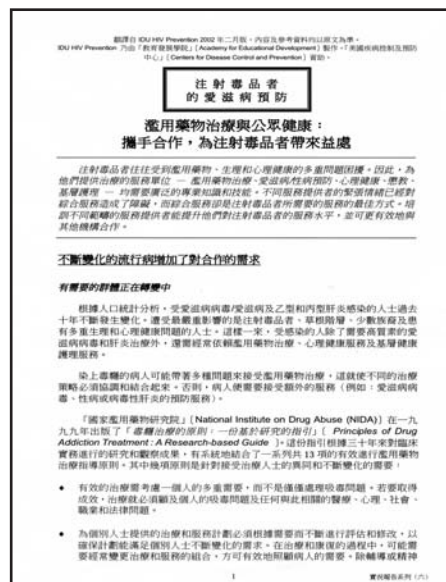 翻譯自 IDU HIV Prevention 2002 年二月版，內容及參考資料均以原文為準。
IDU HIV Prevention 乃由「教育發展學院」(Academy for Educational Development) 製作，「美國疾病控制及預防
中心」(Centers for Disease Control and Prevention) 資助。
注射毒品者
的愛滋病預防
濫用藥物治療與公眾健康：
攜手合作，為注射毒品者帶來益處
注射毒品者往往受到濫用藥物、生理和心理健康的多重問題困擾。因此，為
他們提供治療的服務單位 — 濫用藥物治療、愛滋病/性病預防、心理健康、懲教、
基層護理 — 均需要廣泛的專業知識和技能。不同服務提供者的緊張情緒已經對
綜合服務造成了障礙，而綜合服務卻是注射毒品者所需要的服務的最佳方式。培
訓不同範疇的服務提供者能提升他們對注射毒品者的服務水平，並可更有效地與
其他機構合作。
不斷變化的流行病增加了對合作的需求
有需要的群體正在轉變中
根據人口統計分析，受愛滋病病毒/愛滋病及乙型和丙型肝炎感染的人士過去
十年不斷發生變化。遭受最嚴重影響的是注射毒品者、草根階層、少數族裔及患
有多重生理和心理健康問題的人士。這樣一來，受感染的人除了需要高質素的愛
滋病病毒和肝炎治療外，還需經常依賴濫用藥物治療、心理健康服務及基層健康
護理服務。
染上毒癮的病人可能帶著多種問題來接受濫用藥物治療，這就使不同的治療
策略必須協調和結合起來。否則，病人便需要接受額外的服務（例如：愛滋病病
毒、性病或病毒性肝炎的預防服務）。
「國家濫用藥物研究院」(National Institute on Drug Abuse (NIDA)) 在一九
九九年出版了「毒癮治療的原則：一份基於研究的指引」( Principles of Drug
Addiction Treatment : A Research-based Guide )。這份指引根據三十年來對臨床
實務進行的研究和觀察成果，有系統地結合了一系列共 13 項的有效進行濫用藥物
治療指導原則。其中幾項原則是針對接受治療人士的異同和不斷變化的需要：
♦ 有效的治療需考慮一個人的多重需要，而不是僅僅處理吸毒問題。若要取得
成效，治療就必須顧及個人的吸毒問題及任何與此相關的醫療、心理、社會、
職業和法律問題。
♦ 為個別人士提供的治療和服務計劃必須根據需要而不斷進行評估和修改，以
確保計劃能滿足個別人士不斷變化的需求。在治療和康復的過程中，可能需
要經常變更治療和服務的組合，方可有效地照顧病人的需要。除輔導或精神
1
實況報告系列（六）